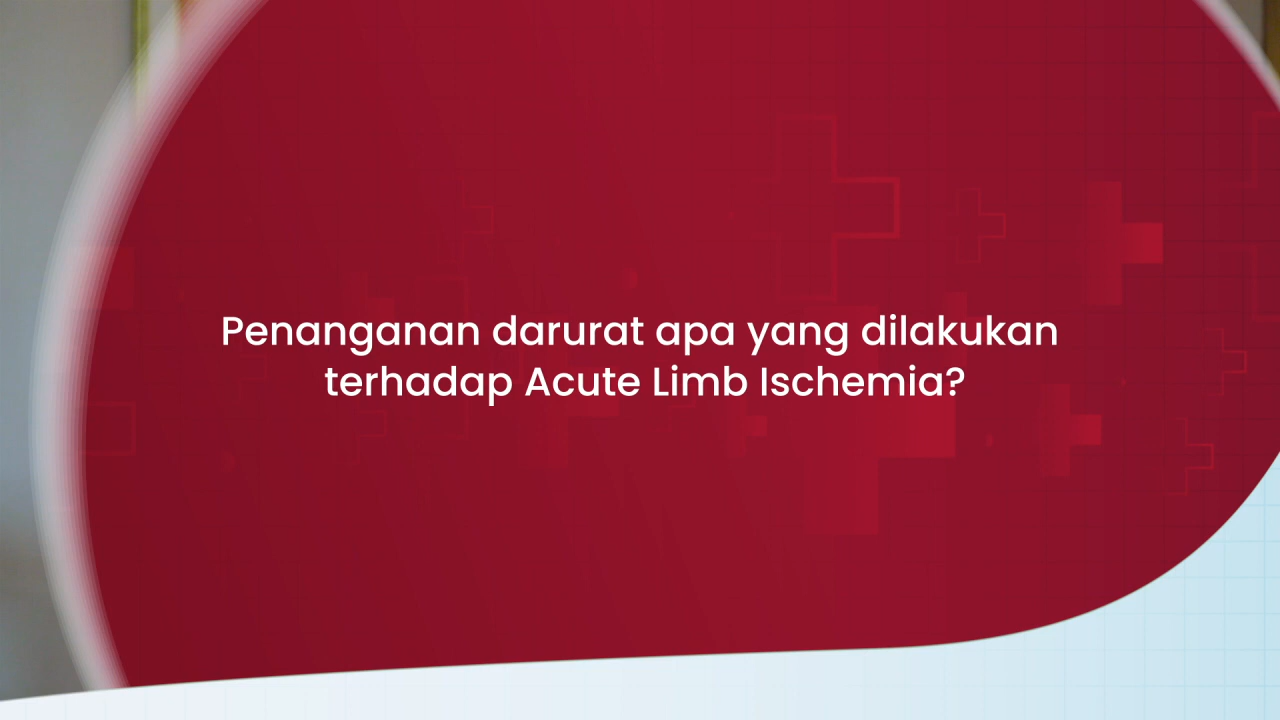 Penanganan darurat apa yang dilakukan
terhadap Acute Limb Ischemia?